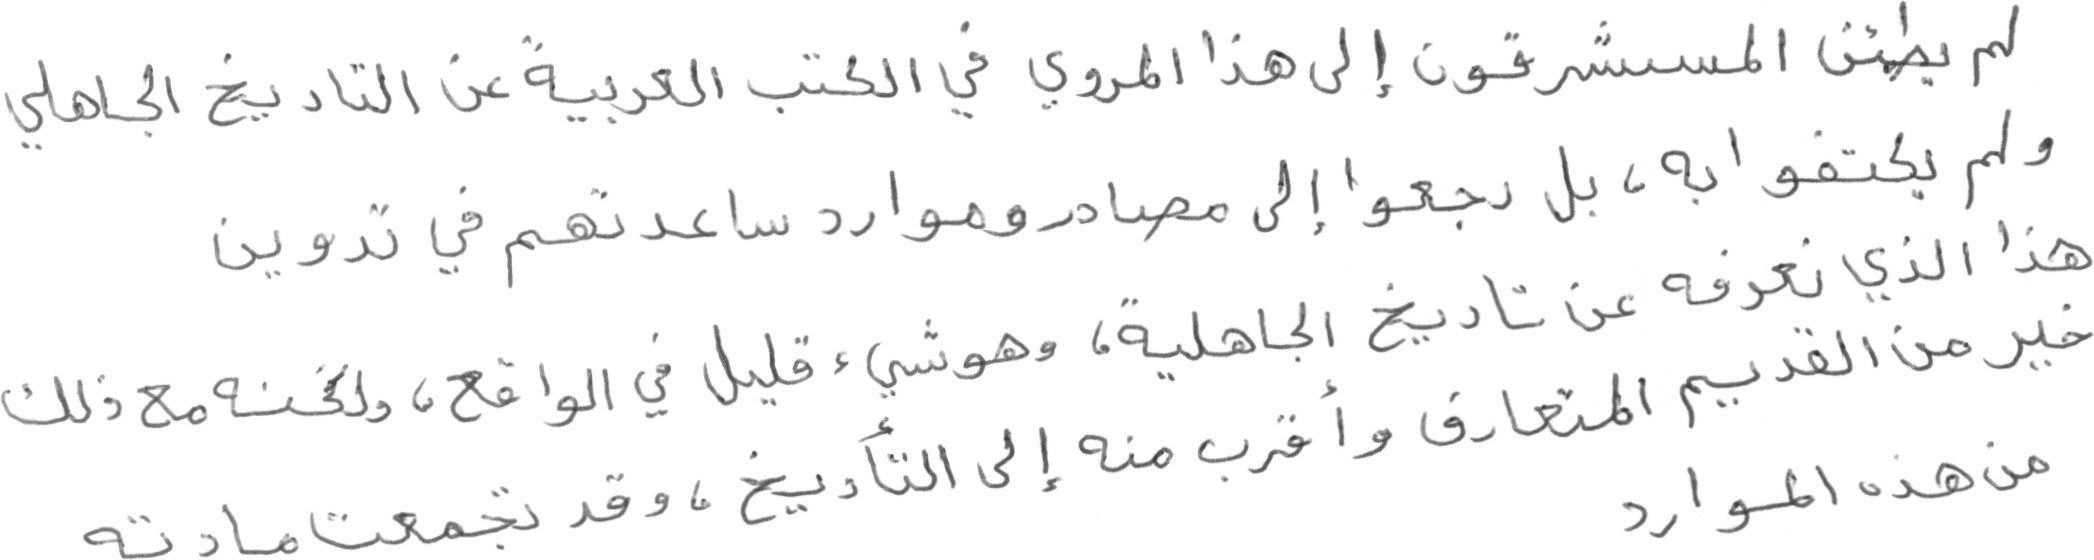 لم يطمئن المستشرقون إلى هذا المروي في الكتب العربية عن التاريخ الجاهلي
ولم يكتفوا به، بل رجعوا إلى مصادر وموارد ساعدتهم في تدوين
هذا الذي نعرفه عن تاريخ الجاهلية، وهو شيء قليل في الواقع، ولكنه مع ذلك
خير من القديم المتعارف وأقرب منه إلى التأريخ، وقد تجمعت مادته
من هذه الموارد